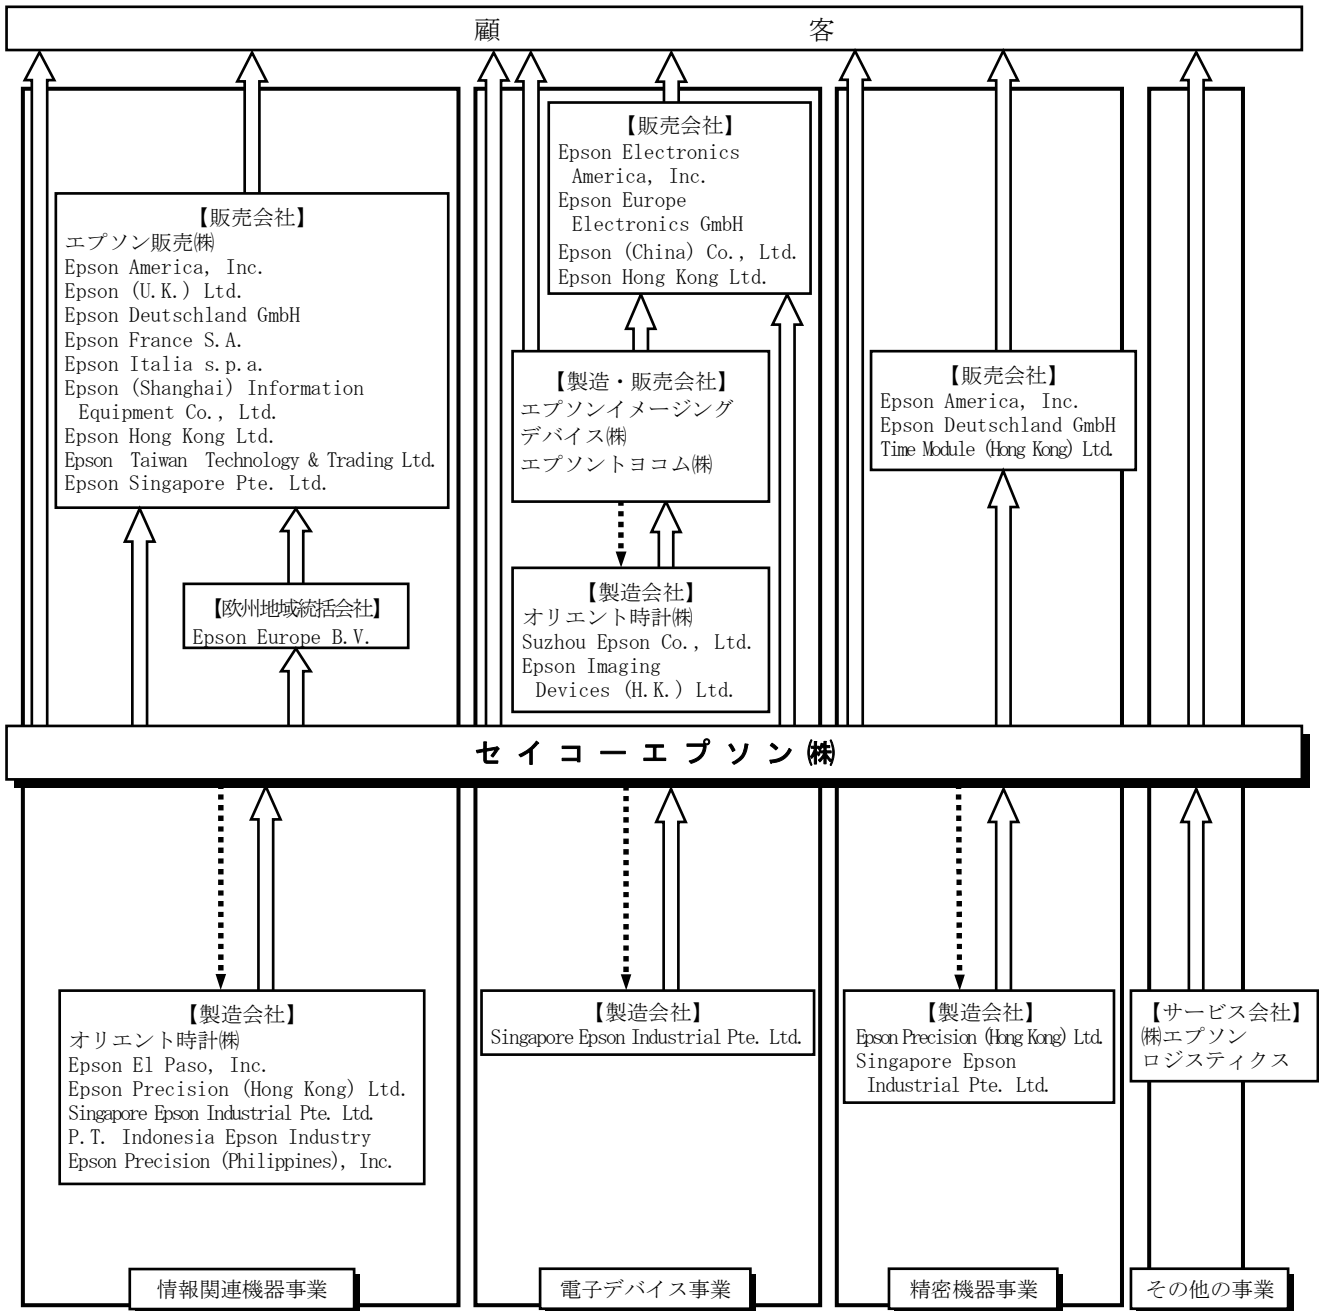 顧客
【販売会社】
エプソン販売㈱
Epson America, Inc.
Epson (U.K.) Ltd.
Epson Deutschland GmbH
Epson France S.A.
Epson Italia s.p.a.
Epson (Shanghai) Information
Equipment Co., Ltd.
Epson Hong Kong Ltd.
Epson Taiwan Technology & Trading Ltd.
Epson Singapore Pte. Ltd.
【欧州地域統括会社】
Epson Europe B.V.
【販売会社】
Epson Electronics
America, Inc.
Epson Europe
Electronics GmbH
Epson (China) Co., Ltd.
Epson Hong Kong Ltd.
【製造・販売会社】
エプソンイメージング
デバイス㈱
エプソントヨコム㈱
【製造会社】
オリエント時計㈱
Suzhou Epson Co., Ltd.
Epson Imaging
Devices (H.K.) Ltd.
【販売会社】
Epson America, Inc.
Epson Deutschland GmbH
Time Module (Hong Kong) Ltd.
セイコーエプソン㈱
【製造会社】
オリエント時計㈱
Epson El Paso, Inc.
Epson Precision (Hong Kong) Ltd.
Singapore Epson Industrial Pte. Ltd.
P.T. Indonesia Epson Industry
Epson Precision (Philippines), Inc.
【製造会社】
Singapore Epson Industrial Pte. Ltd.
【製造会社】
Epson Precision (Hong Kong) Ltd.
Singapore Epson
Industrial Pte. Ltd.
【サービス会社】
㈱エプソン
ロジスティクス
情報関連機器事業
電子デバイス事業
精密機器事業
その他の事業